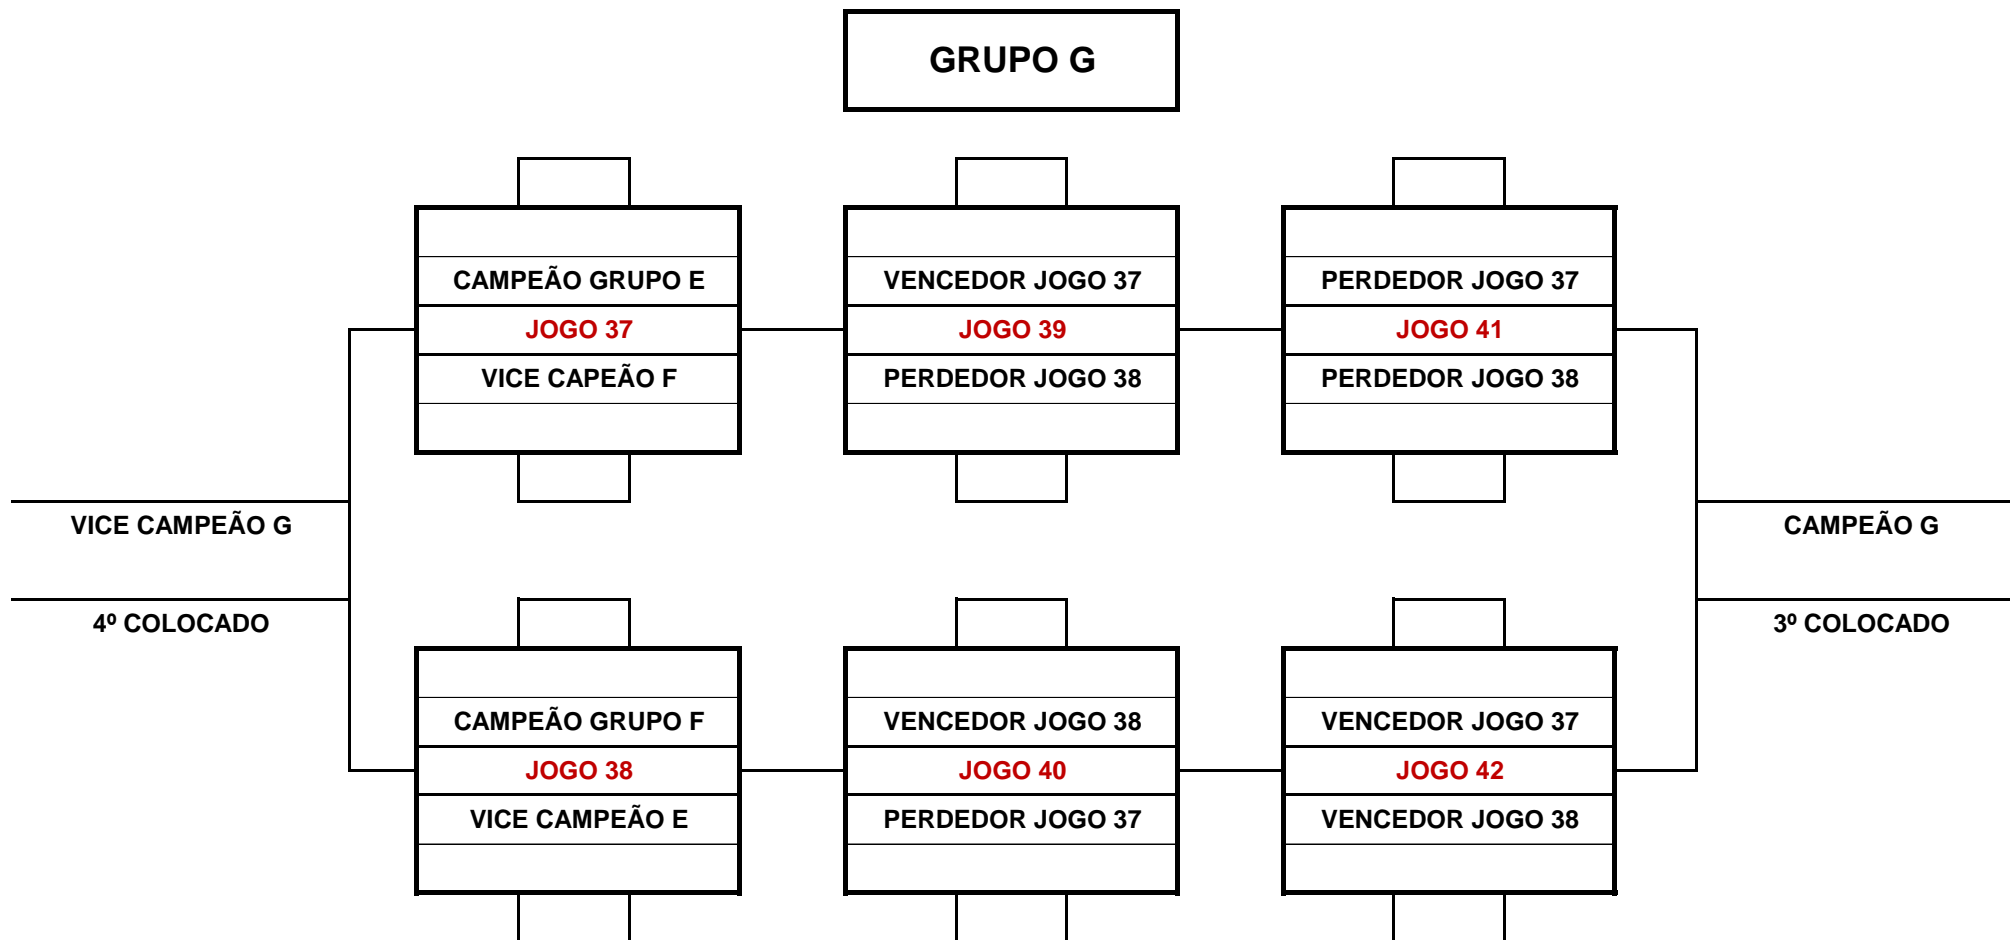 GRUPO G
CAMPEÃO GRUPO E
JOGO 37
VICE CAPEÃO F
VENCEDOR JOGO 37
JOGO 39
PERDEDOR JOGO 38
PERDEDOR JOGO 37
JOGO 41
PERDEDOR JOGO 38
VICE CAMPEÃO G
CAMPEÃO G
4º COLOCADO
3º COLOCADO
CAMPEÃO GRUPO F
JOGO 38
VICE CAMPEÃO E
VENCEDOR JOGO 38
JOGO 40
PERDEDOR JOGO 37
VENCEDOR JOGO 37
JOGO 42
VENCEDOR JOGO 38